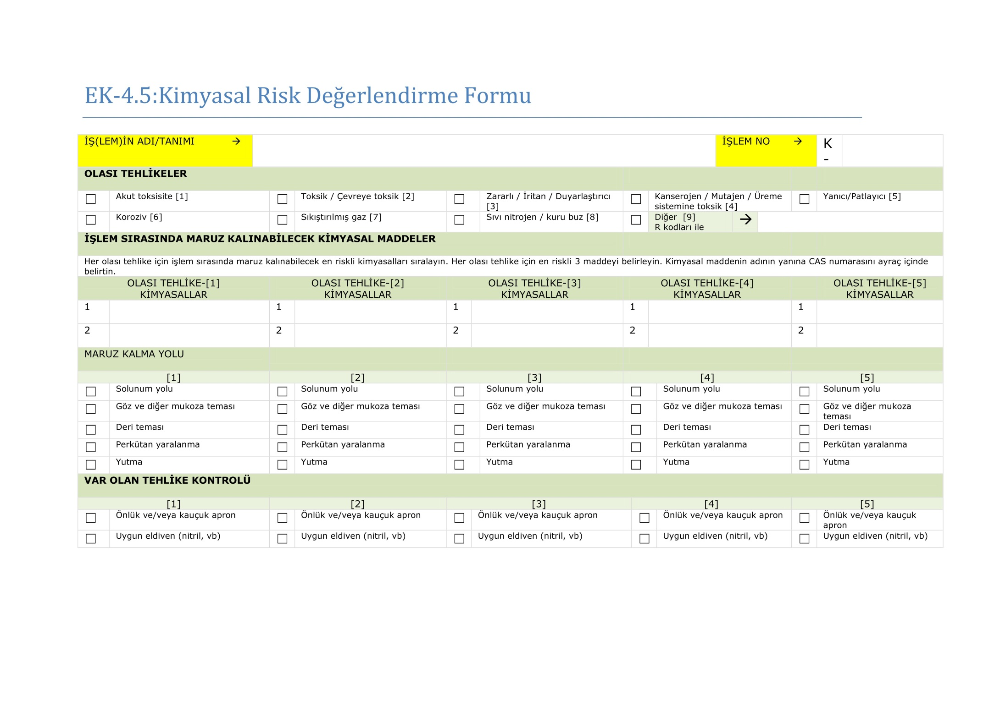 EK-4.5:Kimyasal Risk Değerlendirme Formu
İŞ(LEM)İN ADI/TANIMI → İŞLEM NO → K
-
OLASI TEHLİKELER
☐ Akut toksisite [1] ☐ Toksik / Çevreye toksik [2] ☐ Zararlı / İritan / Duyarlaştırıcı ☐ Kanserojen / Mutajen / Üreme ☐ Yanıcı/Patlayıcı [5]
[3] sistemine toksik [4]
☐ Koroziv [6] ☐ Sıkıştırılmış gaz [7] ☐ Sıvı nitrojen / kuru buz [8] ☐ Diğer [9] →
R kodları ile
İŞLEM SIRASINDA MARUZ KALINABİLECEK KİMYASAL MADDELER
Her olası tehlike için işlem sırasında maruz kalınabilecek en riskli kimyasalları sıralayın. Her olası tehlike için en riskli 3 maddeyi belirleyin. Kimyasal maddenin adının yanına CAS numarasını ayraç içinde
belirtin.
OLASI TEHLİKE-[1] OLASI TEHLİKE-[2] OLASI TEHLİKE-[3] OLASI TEHLİKE-[4] OLASI TEHLİKE-[5]
KİMYASALLAR KİMYASALLAR KİMYASALLAR KİMYASALLAR KİMYASALLAR
1 1 1 1 1
2 2 2 2 2
MARUZ KALMA YOLU
[1] [2] [3] [4] [5]
☐ Solunum yolu ☐ Solunum yolu ☐ Solunum yolu ☐ Solunum yolu ☐ Solunum yolu
☐ Göz ve diğer mukoza teması ☐ Göz ve diğer mukoza teması ☐ Göz ve diğer mukoza teması ☐ Göz ve diğer mukoza teması ☐ Göz ve diğer mukoza
teması
☐ Deri teması ☐ Deri teması ☐ Deri teması ☐ Deri teması ☐ Deri teması
☐ Perkütan yaralanma ☐ Perkütan yaralanma ☐ Perkütan yaralanma ☐ Perkütan yaralanma ☐ Perkütan yaralanma
☐ Yutma ☐ Yutma ☐ Yutma ☐ Yutma ☐ Yutma
VAR OLAN TEHLİKE KONTROLÜ
[1] [2] [3] [4] [5]
☐ Önlük ve/veya kauçuk apron ☐ Önlük ve/veya kauçuk apron ☐ Önlük ve/veya kauçuk apron ☐ Önlük ve/veya kauçuk apron ☐ Önlük ve/veya kauçuk
apron
☐ Uygun eldiven (nitril, vb) ☐ Uygun eldiven (nitril, vb) ☐ Uygun eldiven (nitril, vb) ☐ Uygun eldiven (nitril, vb) ☐ Uygun eldiven (nitril, vb)